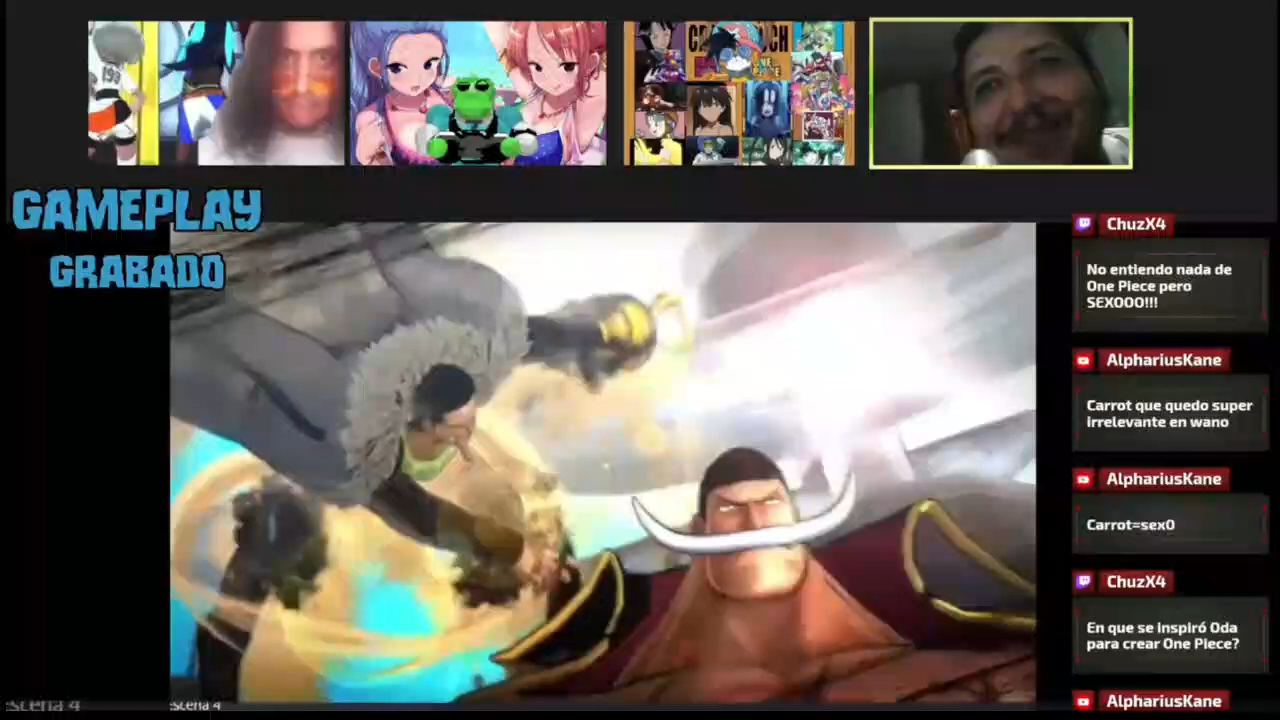 GAMEPLAY
GRABADO
ChuzX4
No entiendo nada de
One Piece pero
SEXOOO!!!
AlphariusKane
Carrot que quedo super
irrelevante en wano
AlphariusKane
Carrot=sex0
ChuzX4
En que se inspiró Oda
para crear One Piece?
AlphariusKane